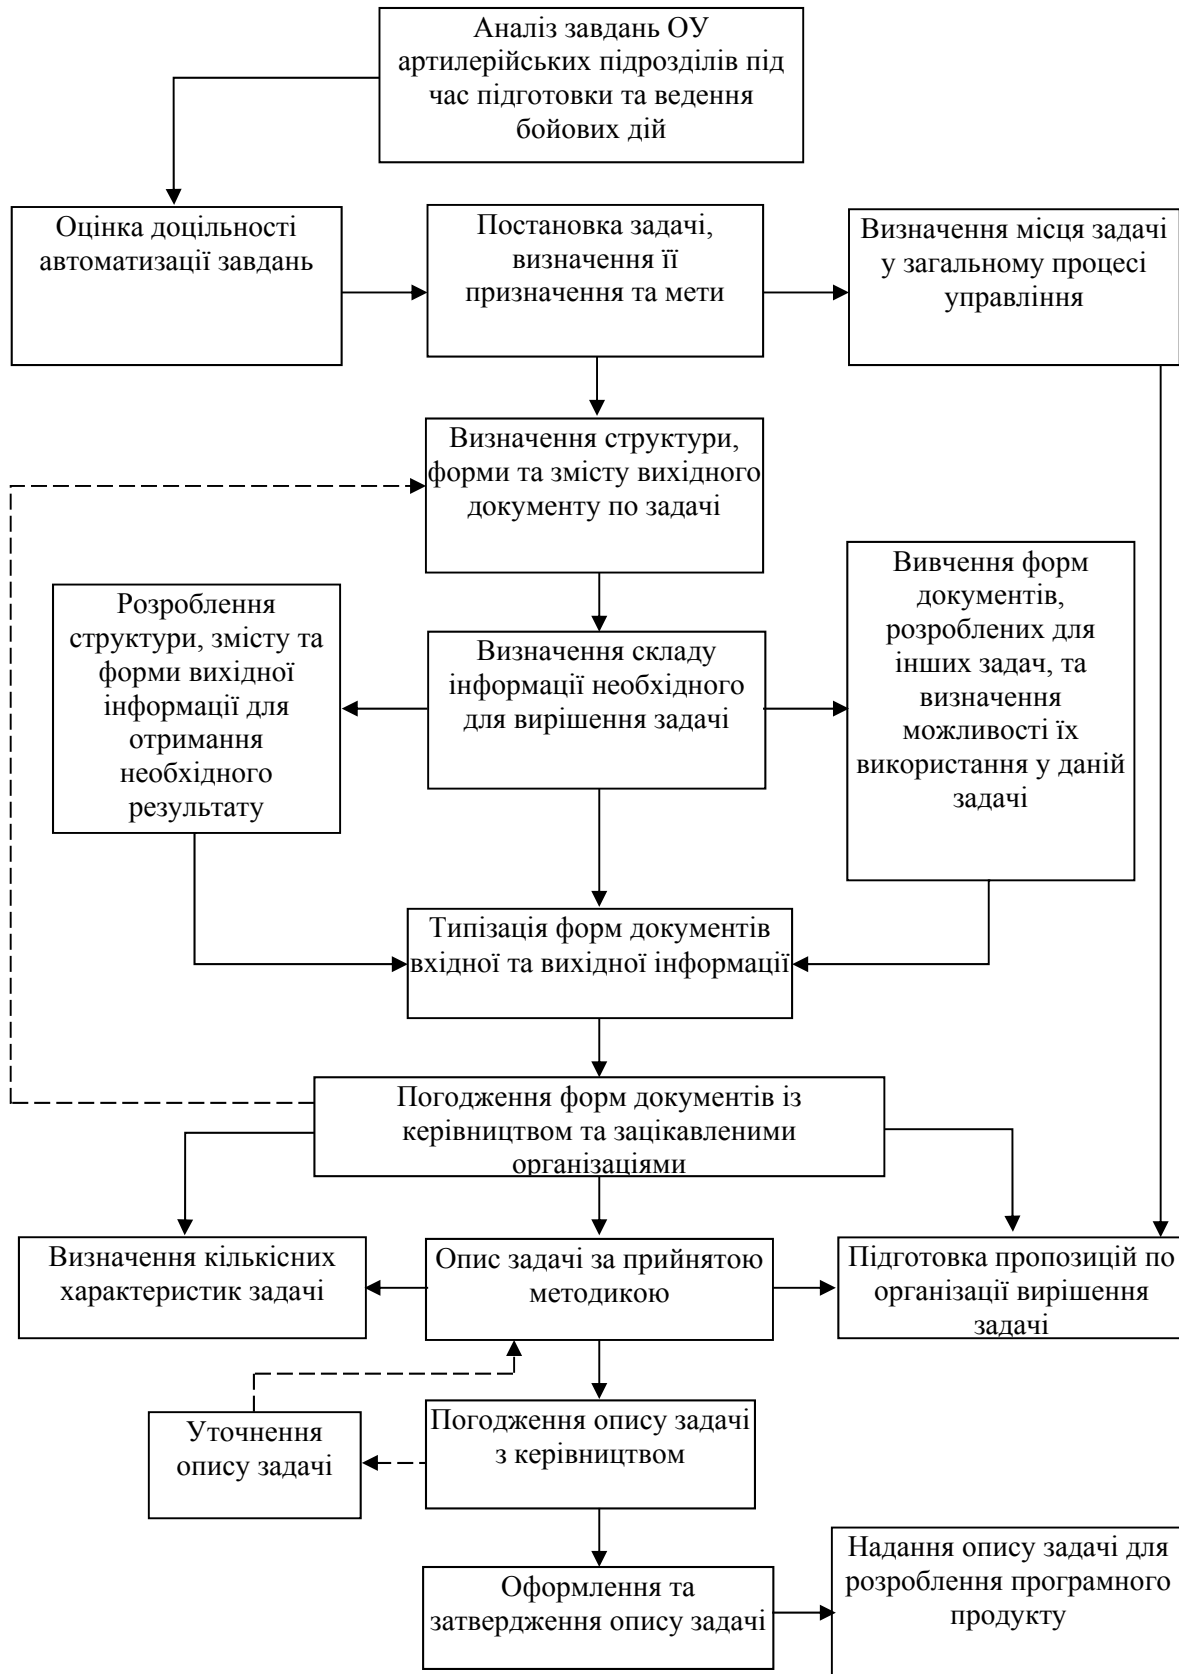 Аналіз завдань ОУ
артилерійських підрозділів під
час підготовки та ведення
бойових дій
Оцінка доцільності
автоматизації завдань
Постановка задачі,
визначення її
призначення та мети
Визначення місця задачі
у загальному процесі
управління
Визначення структури,
форми та змісту вихідного
документу по задачі
Розроблення
структури, змісту та
форми вихідної
інформації для
отримання
необхідного
результату
Визначення складу
інформації необхідного
для вирішення задачі
Вивчення форм
документів,
розроблених для
інших задач, та
визначення
можливості їх
використання у даній
задачі
Типізація форм документів
вхідної та вихідної інформації
Погодження форм документів із
керівництвом та зацікавленими
організаціями
Визначення кількісних
характеристик задачі
Опис задачі за прийнятою
методикою
Підготовка пропозицій по
організації вирішення
задачі
Уточнення
опису задачі
Погодження опису задачі
з керівництвом
Оформлення та
затвердження опису задачі
Надання опису задачі для
розроблення програмного
продукту